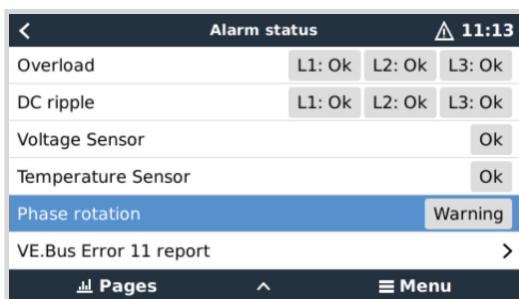 Alarm status 11:13
Overload L1: Ok L2: Ok L3: Ok
DC ripple L1: Ok L2: Ok L3: Ok
Voltage Sensor Ok
Temperature Sensor Ok
Phase rotation Warning
VE.Bus Error 11 report
Pages Menu